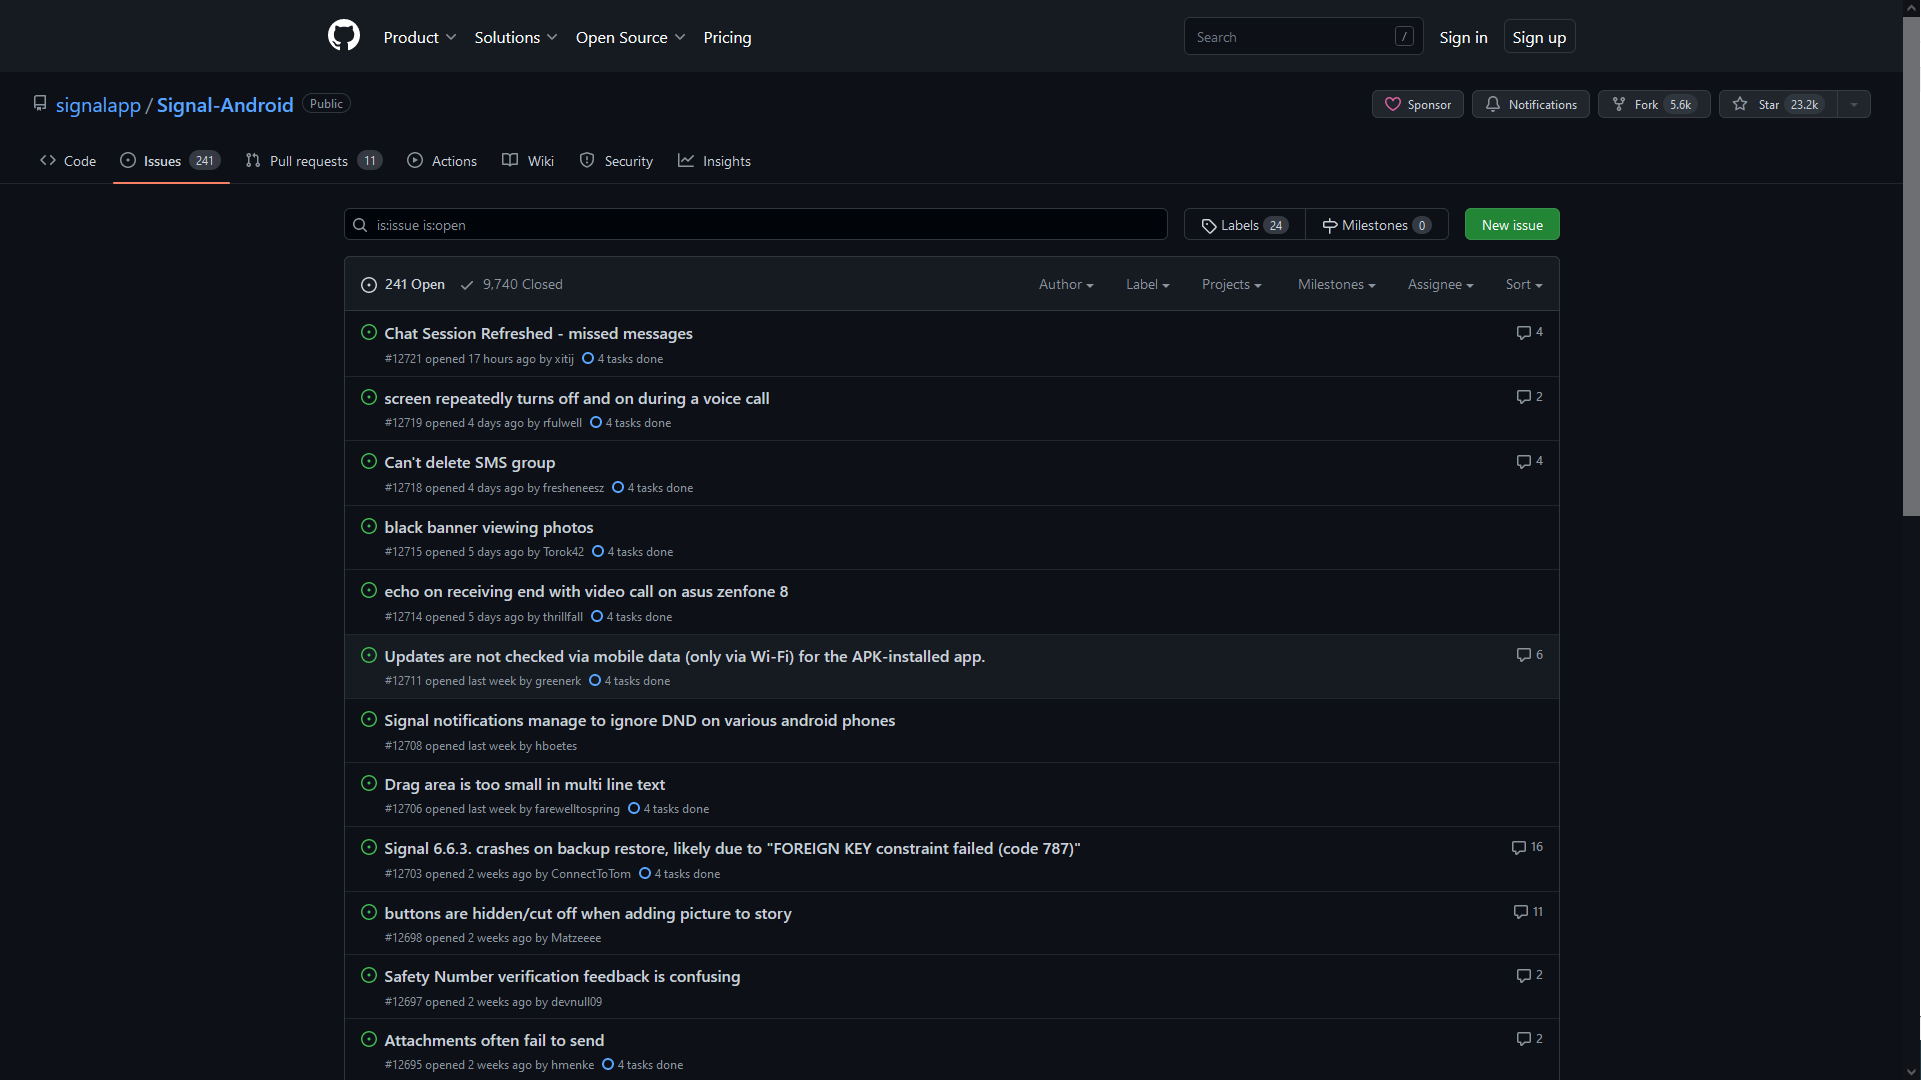 Product Solutions Open Source Pricing Search / Sign in Sign up
signalapp / Signal-Android Public Sponsor Notifications Fork 5.6k Star 23.2k
Code Issues 241 Pull requests 11 Actions Wiki Security Insights
is:issue is:open Labels 24 Milestones 0 New issue
241 Open 9,740 Closed Author Label Projects Milestones Assignee Sort
Chat Session Refreshed - missed messages 4
#12721 opened 17 hours ago by xitij 4 tasks done
screen repeatedly turns off and on during a voice call 2
#12719 opened 4 days ago by rfulwell 4 tasks done
Can't delete SMS group 4
#12718 opened 4 days ago by fresheneesz 4 tasks done
black banner viewing photos
#12715 opened 5 days ago by Torok42 4 tasks done
echo on receiving end with video call on asus zenfone 8
#12714 opened 5 days ago by thrillfall 4 tasks done
Updates are not checked via mobile data (only via Wi-Fi) for the APK-installed app. 6
#12711 opened last week by greenerk 4 tasks done
Signal notifications manage to ignore DND on various android phones
#12708 opened last week by hboetes
Drag area is too small in multi line text
#12706 opened last week by farewelltospring 4 tasks done
Signal 6.6.3. crashes on backup restore, likely due to "FOREIGN KEY constraint failed (code 787)" 16
#12703 opened 2 weeks ago by ConnectToTom 4 tasks done
buttons are hidden/cut off when adding picture to story 11
#12698 opened 2 weeks ago by Matzeeee
Safety Number verification feedback is confusing 2
#12697 opened 2 weeks ago by devnull09
Attachments often fail to send 2
#12695 opened 2 weeks ago by hmenke 4 tasks done